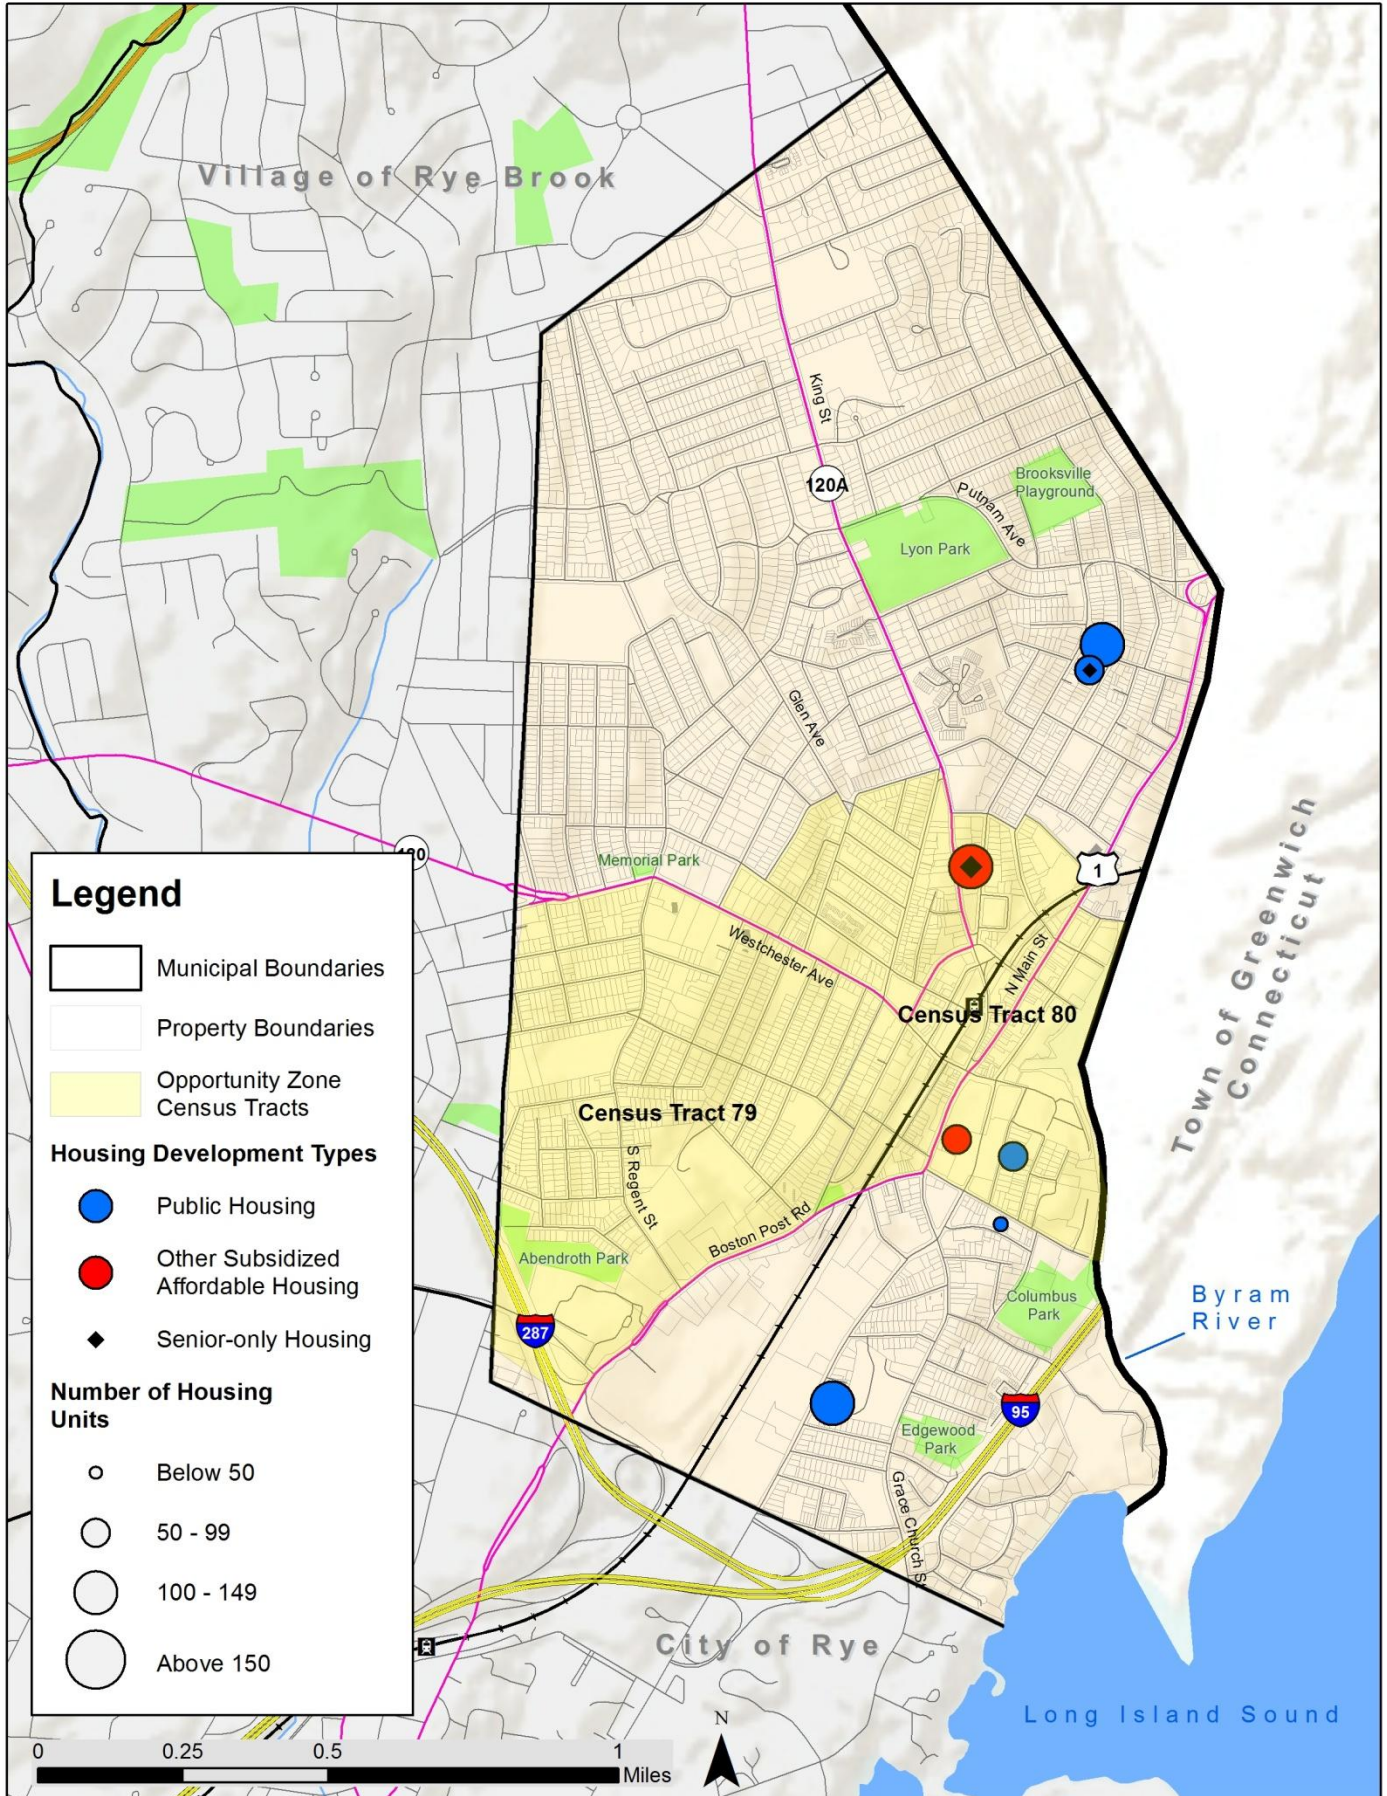 Village of Rye Brook
King St
120A
Brooksville
Playground
Putnam Ave
Lyon Park
Glen Ave
Memorial Park
1
Westchester Ave
N Main St
Census Tract 80
Census Tract 79
Town of Greenwich
Connecticut
S Regent St
Boston Post Rd
Abendroth Park
Columbus
Park
Byram
River
287
95
Edgewood
Park
Grace Church St
City of Rye
Long Island Sound
Legend
Municipal Boundaries
Property Boundaries
Opportunity Zone
Census Tracts
Housing Development Types
Public Housing
Other Subsidized
Affordable Housing
Senior-only Housing
Number of Housing
Units
Below 50
50 - 99
100 - 149
Above 150
0 0.25 0.5 1
Miles
N